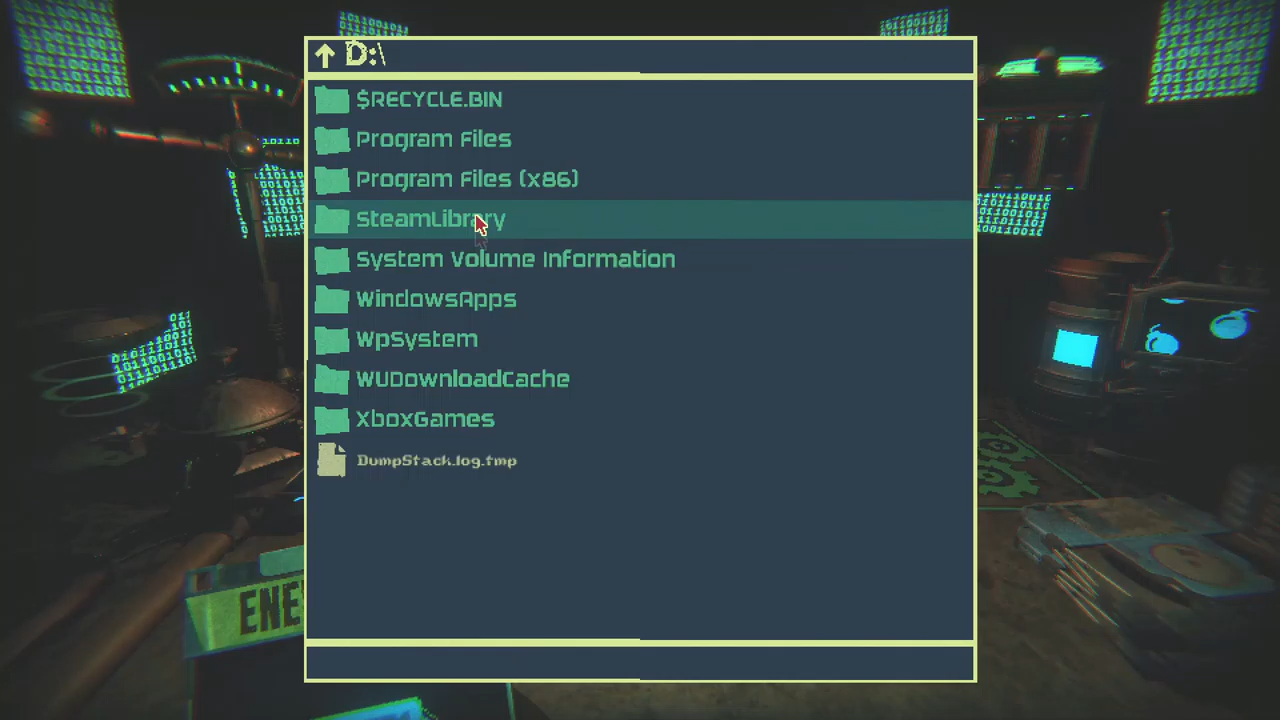 D:\
$RECYCLE.BIN
Program Files
Program Files (x86)
SteamLibrary
System Volume Information
WindowsApps
WpSystem
WUDownloadCache
XboxGames
DumpStack.log.tmp
ENE